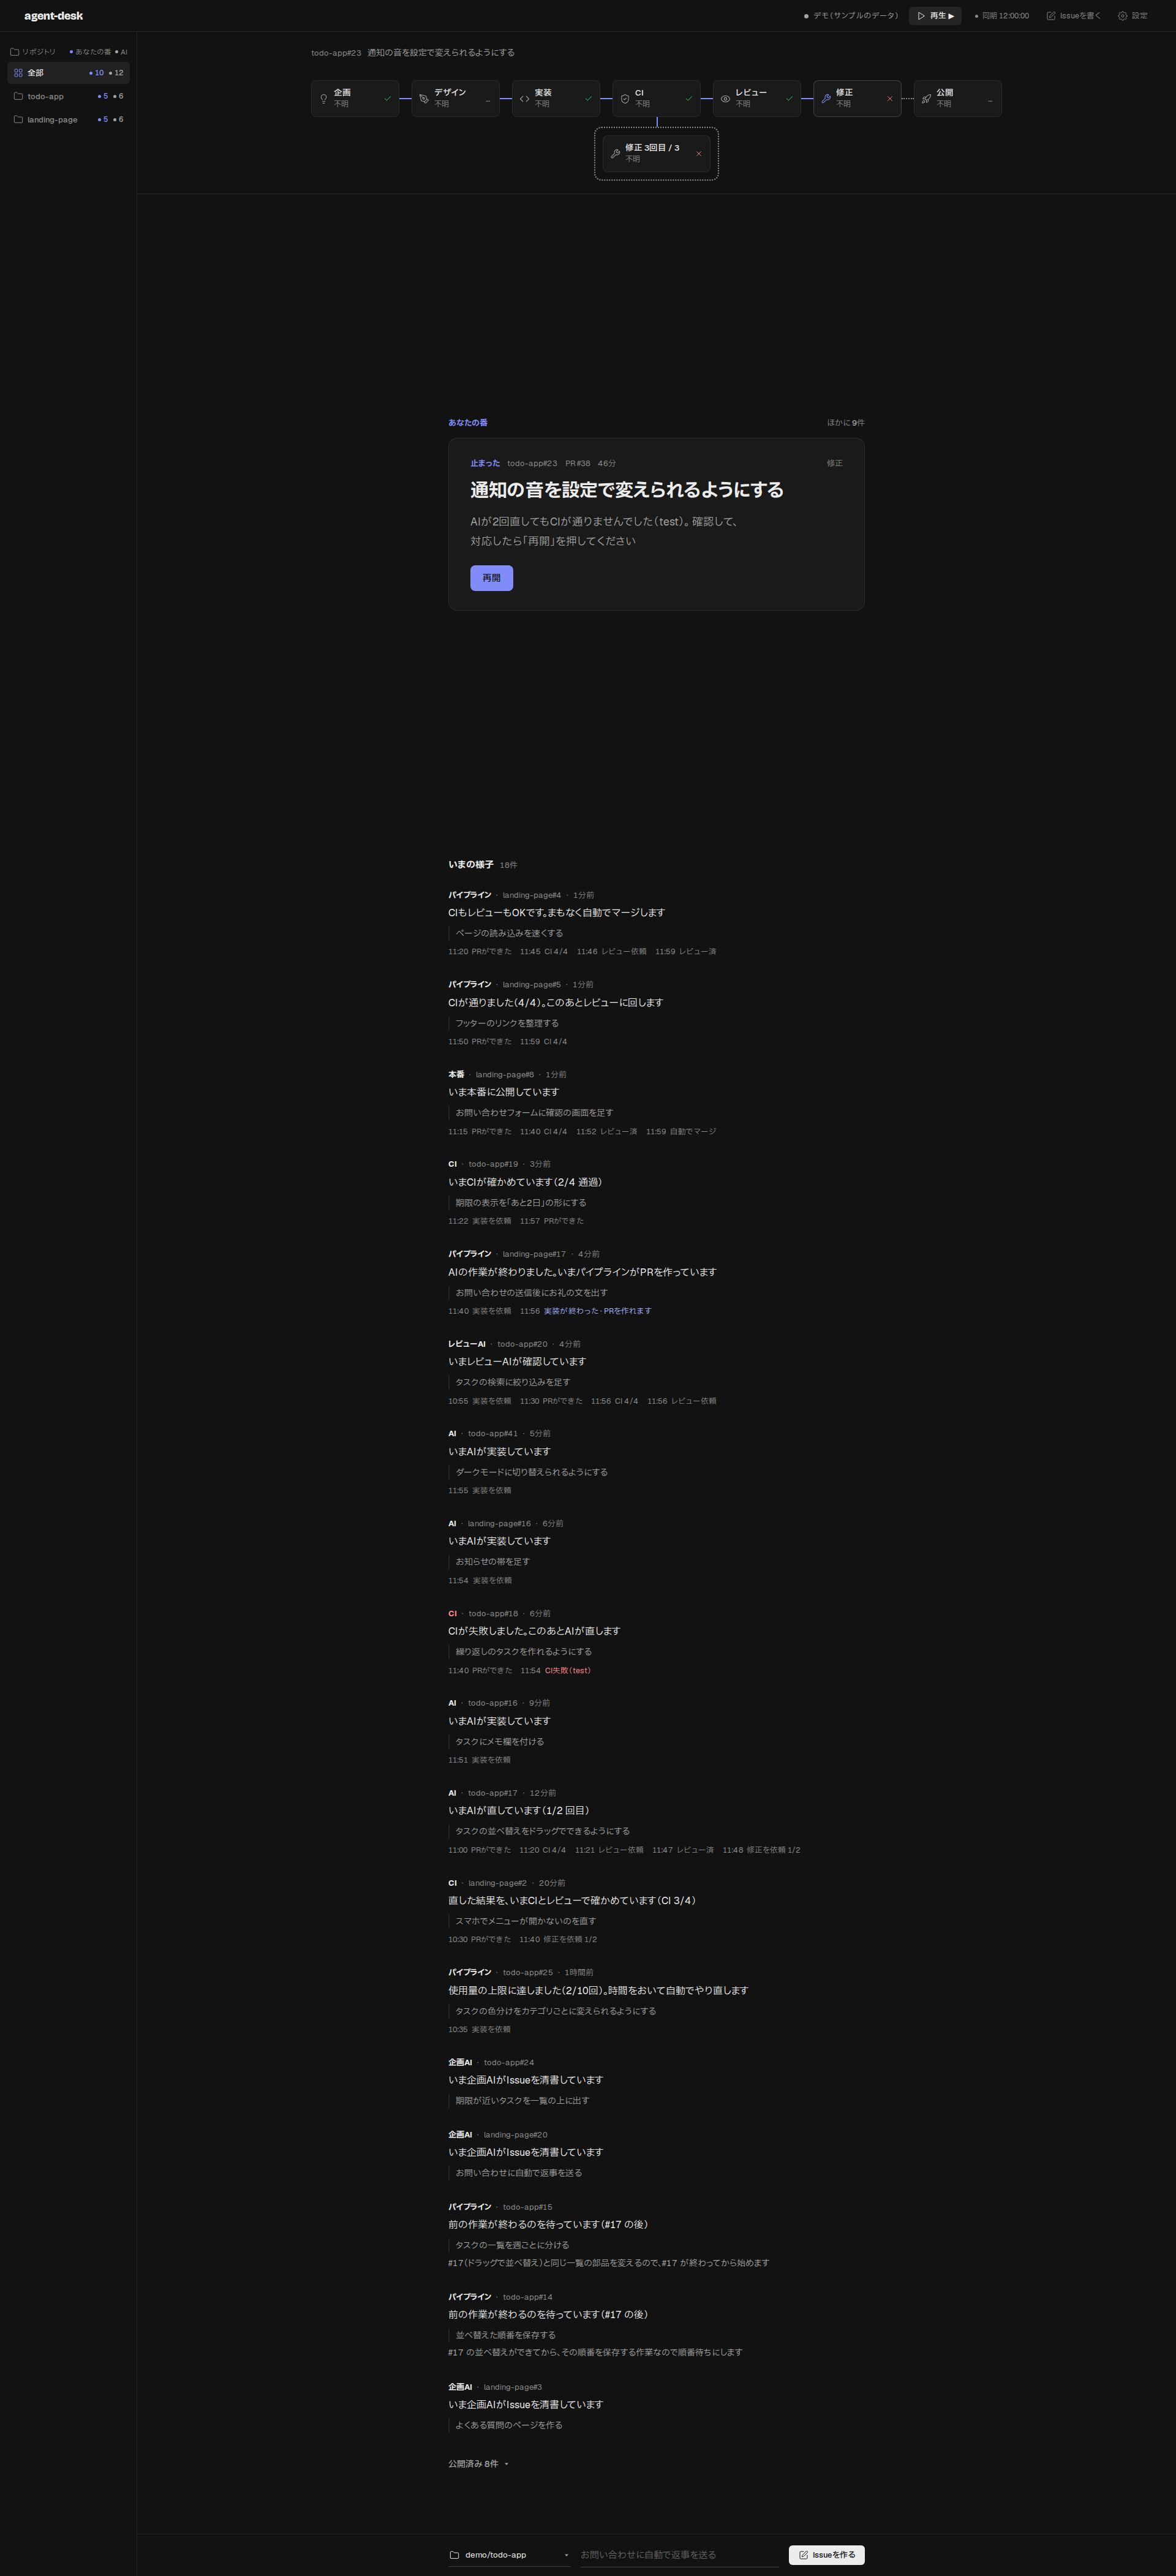 agent-desk
デモ(サンプルのデータ)
再生 ▶
同期 12:00:00
Issueを書く
設定
リポジトリ あなたの番 AI
全部 10 12
todo-app 5 6
landing-page 5 6
todo-app#23 通知の音を設定で変えられるようにする
企画
不明
デザイン
不明
実装
不明
CI
不明
レビュー
不明
修正
不明
公開
不明
修正 3回目 / 3
不明
あなたの番 ほかに 9件
止まった todo-app#23 PR #38 46分 修正
通知の音を設定で変えられるようにする
AIが2回直してもCIが通りませんでした(test)。確認して、
対応したら「再開」を押してください
再開
いまの様子 18件
パイプライン · landing-page#4 · 1分前
CIもレビューもOKです。まもなく自動でマージします
ページの読み込みを速くする
11:20 PRができた 11:45 CI 4/4 11:46 レビュー依頼 11:59 レビュー済
パイプライン · landing-page#5 · 1分前
CIが通りました(4/4)。このあとレビューに回します
フッターのリンクを整理する
11:50 PRができた 11:59 CI 4/4
本番 · landing-page#8 · 1分前
いま本番に公開しています
お問い合わせフォームに確認の画面を足す
11:15 PRができた 11:40 CI 4/4 11:52 レビュー済 11:59 自動でマージ
CI · todo-app#19 · 3分前
いまCIが確かめています(2/4 通過)
期限の表示を「あと2日」の形にする
11:22 実装を依頼 11:57 PRができた
パイプライン · landing-page#17 · 4分前
AIの作業が終わりました。いまパイプラインがPRを作っています
お問い合わせの送信後にお礼の文を出す
11:40 実装を依頼 11:56 実装が終わった · PRを作れます
レビューAI · todo-app#20 · 4分前
いまレビューAIが確認しています
タスクの検索に絞り込みを足す
10:55 実装を依頼 11:30 PRができた 11:56 CI 4/4 11:56 レビュー依頼
AI · todo-app#41 · 5分前
いまAIが実装しています
ダークモードに切り替えられるようにする
11:55 実装を依頼
AI · landing-page#16 · 6分前
いまAIが実装しています
お知らせの帯を足す
11:54 実装を依頼
CI · todo-app#18 · 6分前
CIが失敗しました。このあとAIが直します
繰り返しのタスクを作れるようにする
11:40 PRができた 11:54 CI失敗(test)
AI · todo-app#16 · 9分前
いまAIが実装しています
タスクにメモ欄を付ける
11:51 実装を依頼
AI · todo-app#17 · 12分前
いまAIが直しています(1/2 回目)
タスクの並べ替えをドラッグでできるようにする
11:00 PRができた 11:20 CI 4/4 11:21 レビュー依頼 11:47 レビュー済 11:48 修正を依頼 1/2
CI · landing-page#2 · 20分前
直した結果を、いまCIとレビューで確かめています(CI 3/4)
スマホでメニューが開かないのを直す
10:30 PRができた 11:40 修正を依頼 1/2
パイプライン · todo-app#25 · 1時間前
使用量の上限に達しました(2/10回)。時間をおいて自動でやり直します
タスクの色分けをカテゴリごとに変えられるようにする
10:35 実装を依頼
企画AI · todo-app#24
いま企画AIがIssueを清書しています
期限が近いタスクを一覧の上に出す
企画AI · landing-page#20
いま企画AIがIssueを清書しています
お問い合わせに自動で返事を送る
パイプライン · todo-app#15
前の作業が終わるのを待っています(#17 の後)
タスクの一覧を週ごとに分ける
#17(ドラッグで並べ替え)と同じ一覧の部品を変えるので、#17 が終わってから始めます
パイプライン · todo-app#14
前の作業が終わるのを待っています(#17 の後)
並べ替えた順番を保存する
#17 の並べ替えができてから、その順番を保存する作業なので順番待ちにします
企画AI · landing-page#3
いま企画AIがIssueを清書しています
よくある質問のページを作る
公開済み 8件
demo/todo-app
お問い合わせに自動で返事を送る
Issueを作る